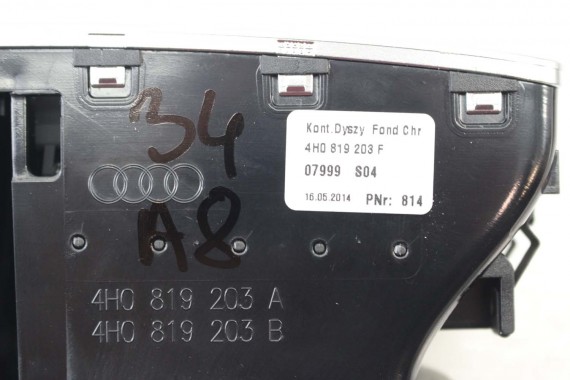 34
A8
Kont.Dyszy Fond Chr
4H0 819 203 F
07999 S04
16.05.2014 PNr: 814
4H0 819 203 A
4H0 819 203 B